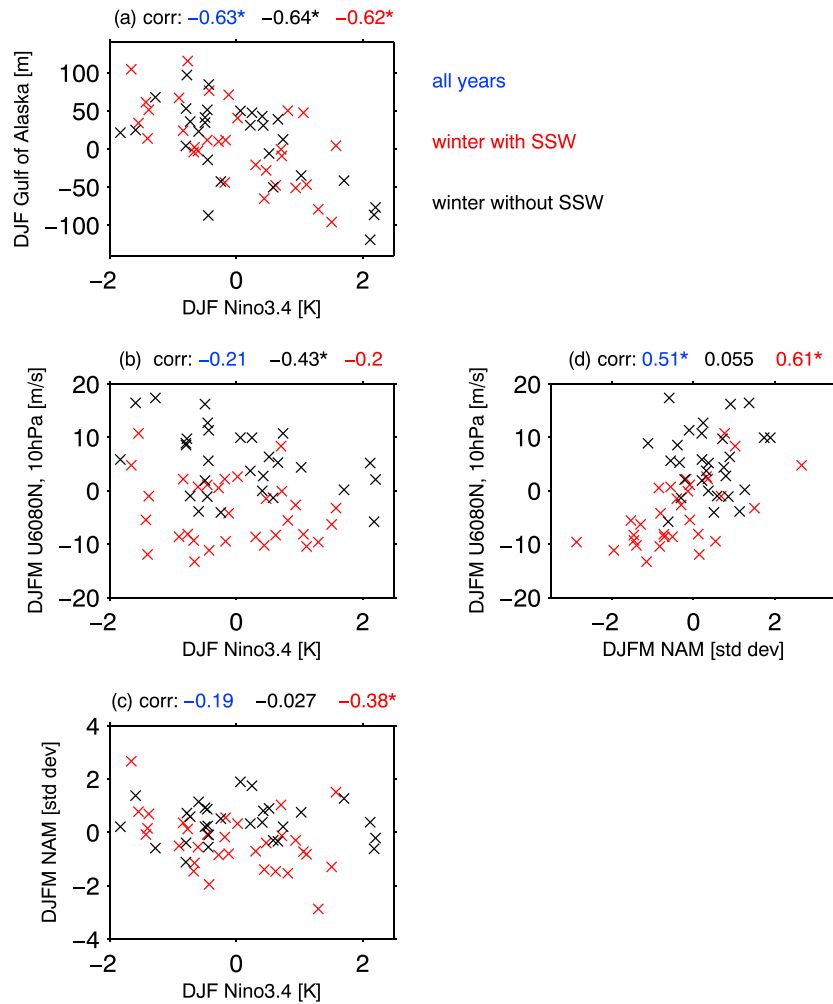 (a) corr: −0.63* −0.64* −0.62*
DJF Gulf of Alaska [m]
100
50
0
−50
−100
−2 0 2
DJF Nino3.4 [K]
all years
winter with SSW
winter without SSW
(b) corr: −0.21 −0.43* −0.2
DJFM U6080N, 10hPa [m/s]
20
10
0
−10
−20
−2 0 2
DJF Nino3.4 [K]
(d) corr: 0.51* 0.055 0.61*
DJFM U6080N, 10hPa [m/s]
20
10
0
−10
−20
−2 0 2
DJFM NAM [std dev]
(c) corr: −0.19 −0.027 −0.38*
DJFM NAM [std dev]
4
2
0
−2
−4
−2 0 2
DJF Nino3.4 [K]